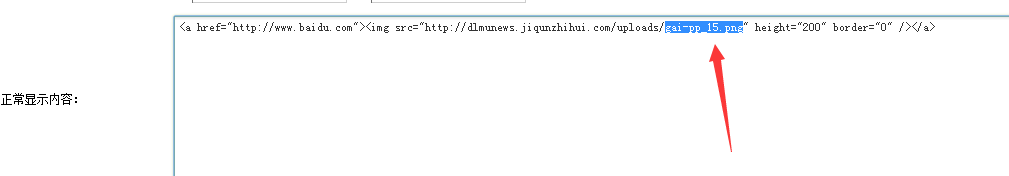 <a href="http://www.baidu.com"><img src="http://dlmunews.jiqunzhihui.com/uploads/gai-pp_15.png" height="200" border="0" /></a>
正常显示内容：